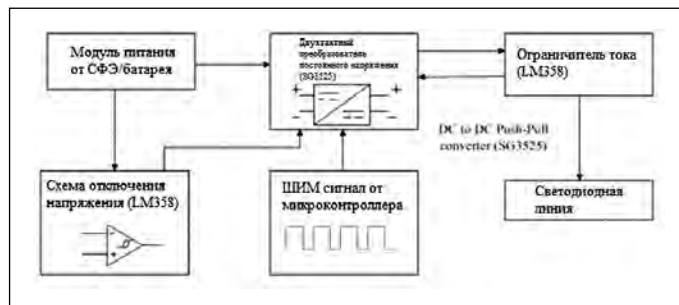 Модуль питания
от СФЭ/батарея
Двухтактный
преобразователь
постоянного напряжения
(SG3525)
Ограничитель тока
(LM358)
DC to DC Push-Pull
converter (SG3525)
Схема отключения
напряжения (LM358)
ШИМ сигнал от
микроконтроллера
Светодиодная
линия